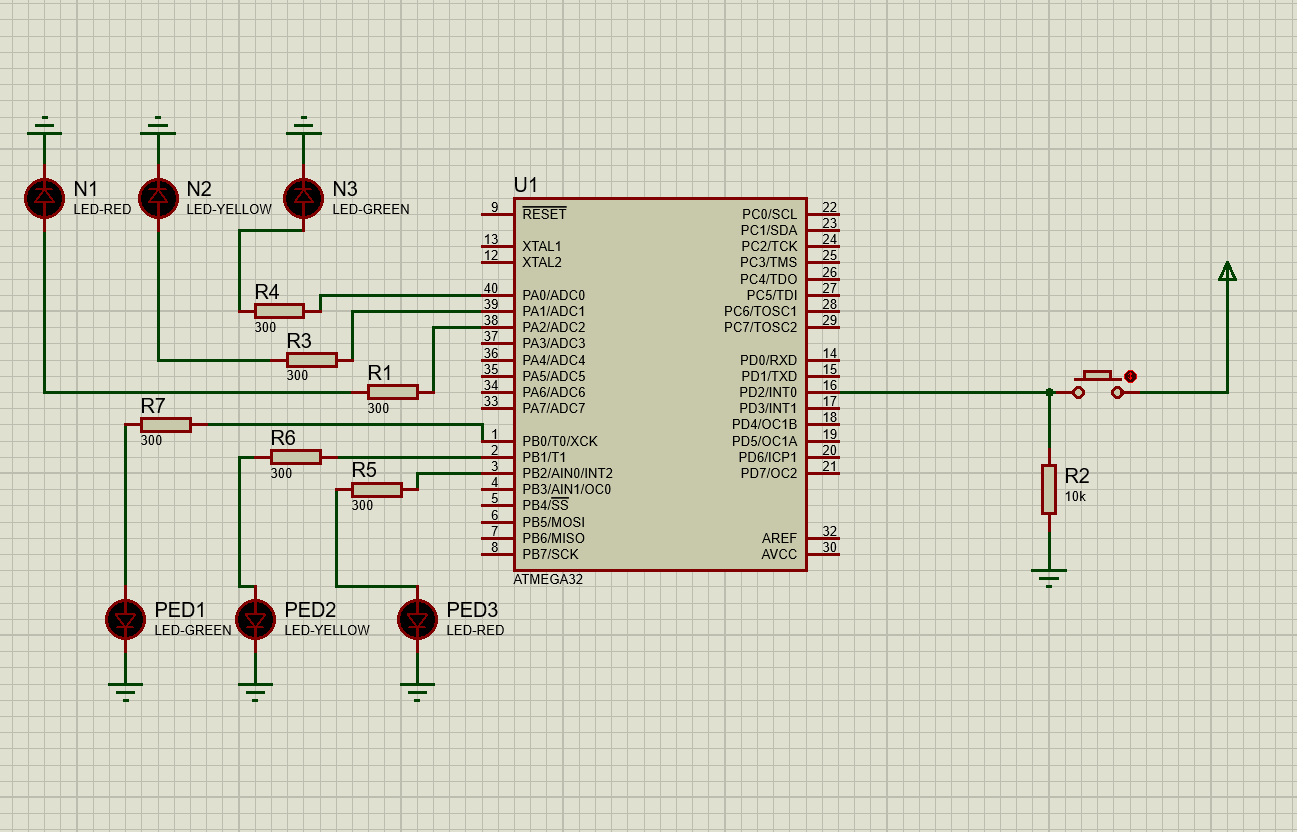 N1
LED-RED
N2
LED-YELLOW
N3
LED-GREEN
R4
300
R3
300
R1
300
R7
300
R6
300
R5
300
PED1
LED-GREEN
PED2
LED-YELLOW
PED3
LED-RED
U1
9 RESET
13 XTAL1
12 XTAL2
40 PA0/ADC0
39 PA1/ADC1
38 PA2/ADC2
37 PA3/ADC3
36 PA4/ADC4
35 PA5/ADC5
34 PA6/ADC6
33 PA7/ADC7
1 PB0/T0/XCK
2 PB1/T1
3 PB2/AIN0/INT2
4 PB3/AIN1/OC0
5 PB4/SS
6 PB5/MOSI
7 PB6/MISO
8 PB7/SCK
PC0/SCL 22
PC1/SDA 23
PC2/TCK 24
PC3/TMS 25
PC4/TDO 26
PC5/TDI 27
PC6/TOSC1 28
PC7/TOSC2 29
PD0/RXD 14
PD1/TXD 15
PD2/INT0 16
PD3/INT1 17
PD4/OC1B 18
PD5/OC1A 19
PD6/ICP1 20
PD7/OC2 21
AREF 32
AVCC 30
ATMEGA32
R2
10k